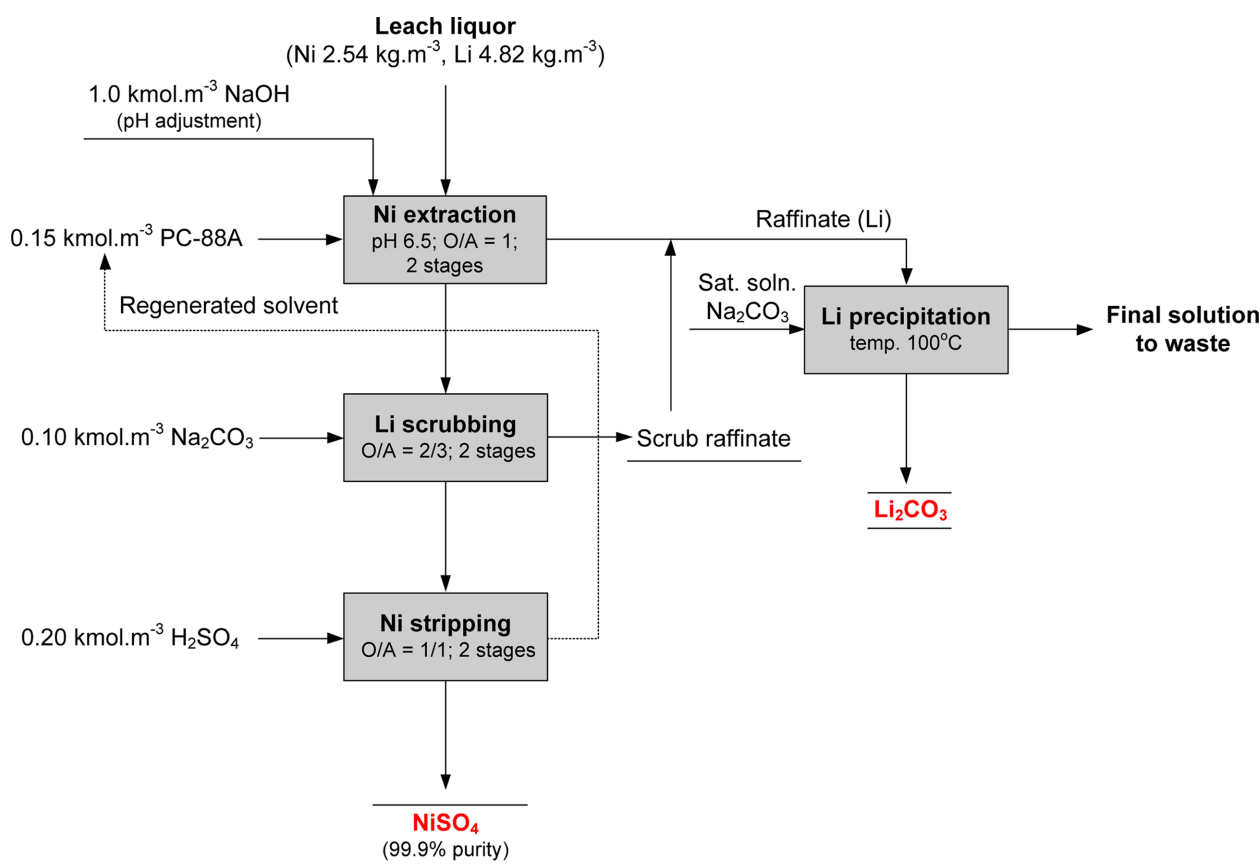 Leach liquor
(Ni 2.54 kg.m⁻³, Li 4.82 kg.m⁻³)
1.0 kmol.m⁻³ NaOH
(pH adjustment)
Ni extraction
pH 6.5; O/A = 1;
2 stages
0.15 kmol.m⁻³ PC-88A
Raffinate (Li)
Regenerated solvent
Sat. soln.
Na₂CO₃
Li precipitation
temp. 100°C
Final solution
to waste
Li scrubbing
O/A = 2/3; 2 stages
0.10 kmol.m⁻³ Na₂CO₃
Scrub raffinate
Li₂CO₃
Ni stripping
O/A = 1/1; 2 stages
0.20 kmol.m⁻³ H₂SO₄
NiSO₄
(99.9% purity)